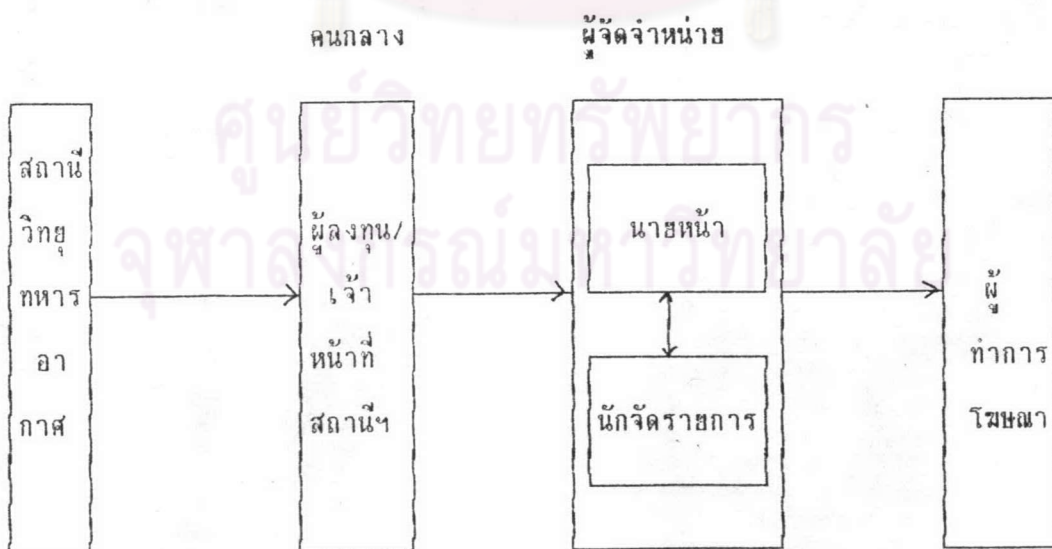 คนกลาง
ผู้จัดจำหน่าย
สถานี
วิทยุ
ทหาร
อา
กาศ
ผู้ลงทุน/
เจ้า
หน้าที่
สถานีฯ
นายหน้า
นักจัดรายการ
ผู้
ทำการ
โฆษณา
ศูนย์วิทยทรัพยากร
จุฬาลงกรณ์มหาวิทยาลัย